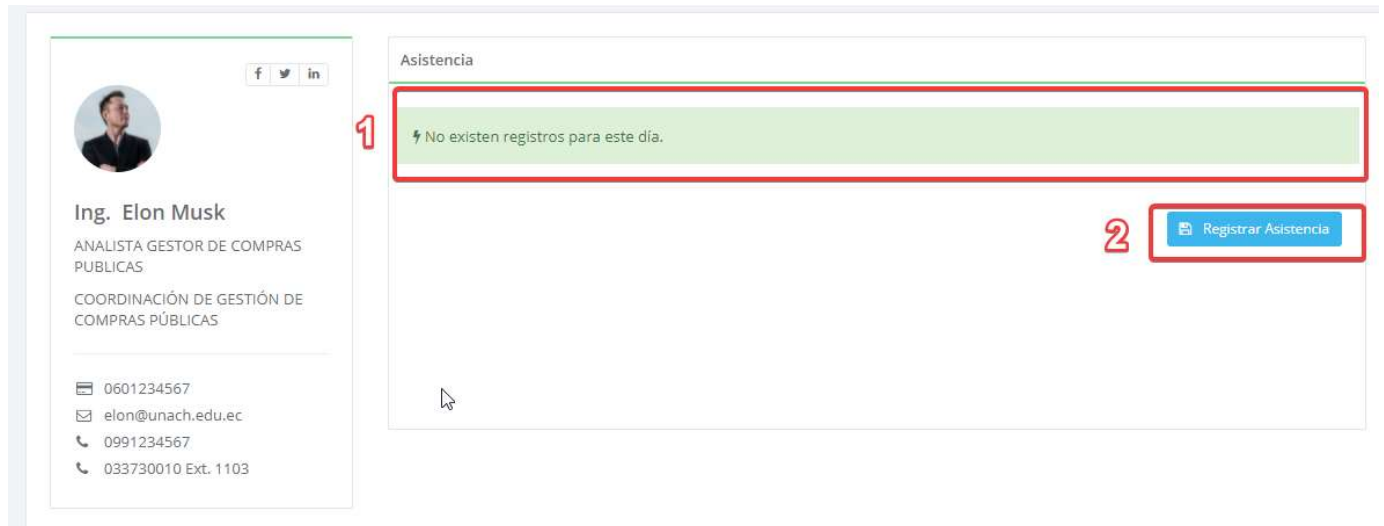 f in
Ing. Elon Musk
ANALISTA GESTOR DE COMPRAS
PUBLICAS
COORDINACIÓN DE GESTIÓN DE
COMPRAS PÚBLICAS
0601234567
elon@unach.edu.ec
0991234567
033730010 Ext. 1103
Asistencia
1
No existen registros para este día.
2
Registrar Asistencia